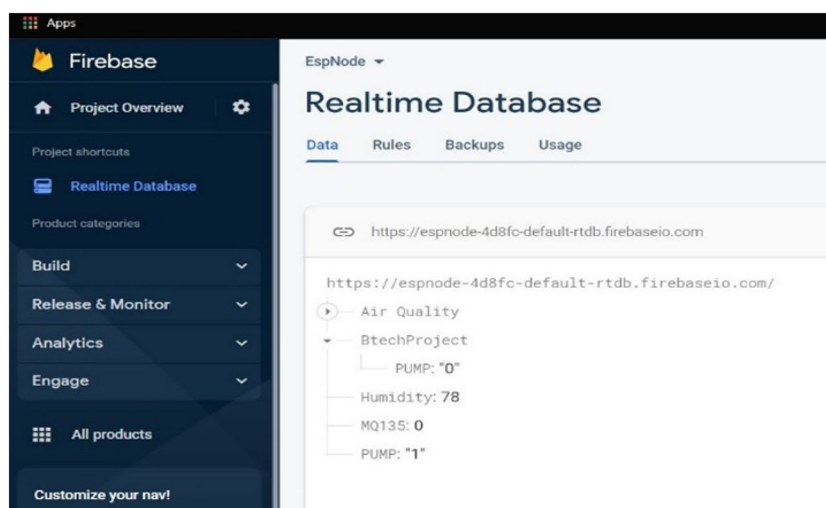 Apps
Firebase
Project Overview
Project shortcuts
Realtime Database
Product categories
Build
Release & Monitor
Analytics
Engage
All products
Customize your nav!
EspNode
Realtime Database
Data Rules Backups Usage
https://espnode-4d8fc-default-rtdb.firebaseio.com
https://espnode-4d8fc-default-rtdb.firebaseio.com/
Air Quality
BtechProject
PUMP: "0"
Humidity: 78
MQ135: 0
PUMP: "1"